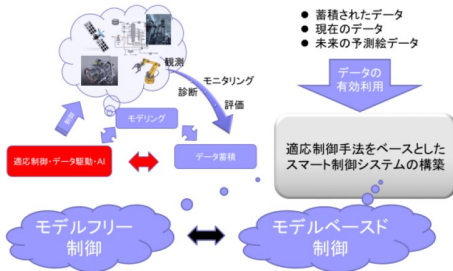 ● 蓄積されたデータ
● 現在のデータ
● 未来の予測絵データ
観測
モニタリング
診断
評価
データの
有効利用
モデリング
制御
適応制御・データ駆動・AI
データ蓄積
適応制御手法をベースとした
スマート制御システムの構築
モデルフリー
制御
モデルベースド
制御